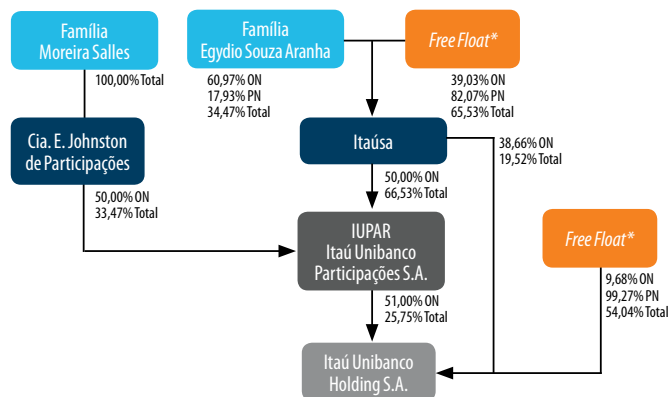 Família
Moreira Salles
Família
Egydio Souza Aranha
Free Float*
100,00% Total
60,97% ON
17,93% PN
34,47% Total
39,03% ON
82,07% PN
65,53% Total
Cia. E. Johnston
de Participações
Itaúsa
38,66% ON
19,52% Total
50,00% ON
33,47% Total
50,00% ON
66,53% Total
IUPAR
Itaú Unibanco
Participações S.A.
Free Float*
51,00% ON
25,75% Total
9,68% ON
99,27% PN
54,04% Total
Itaú Unibanco
Holding S.A.